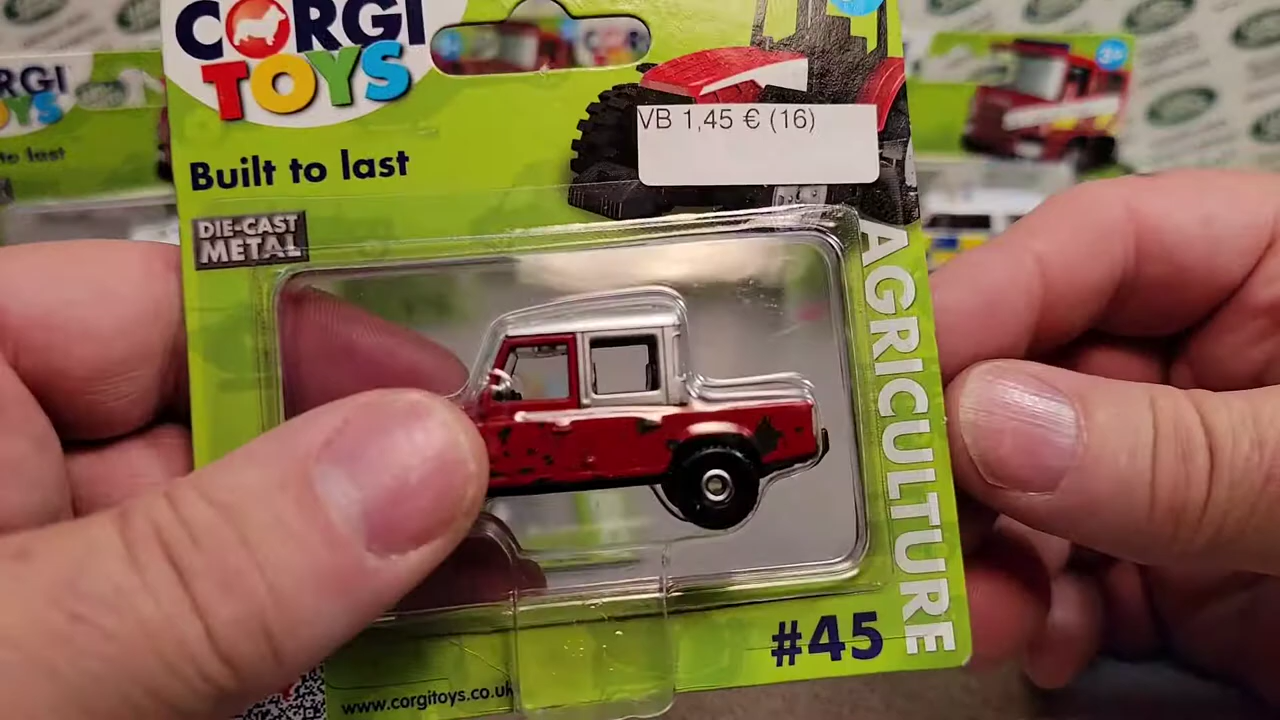 CORGI
TOYS
Built to last
DIE-CAST
METAL
VB 1,45 € (16)
AGRICULTURE
#45
www.corgitoys.co.uk
RGI
OYS
to last